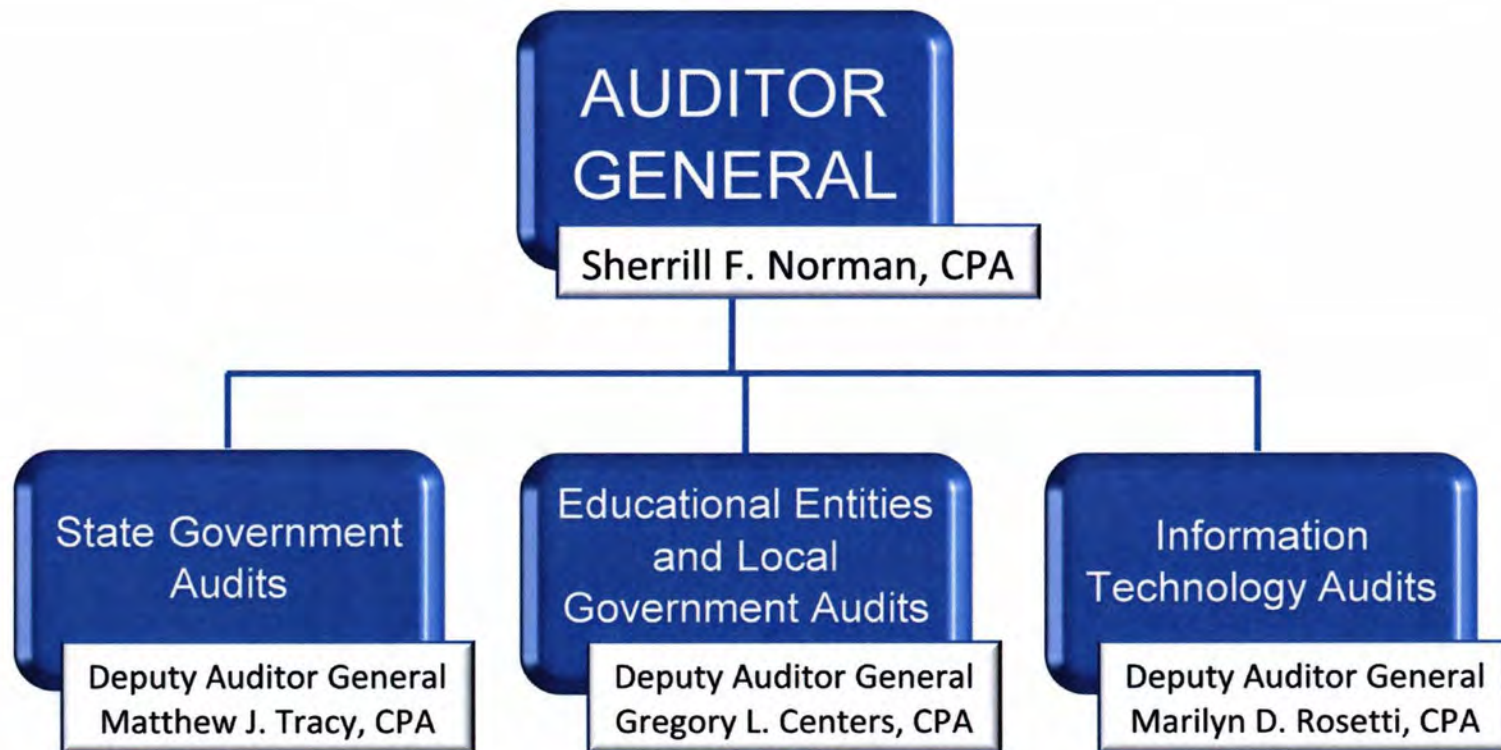 AUDITOR
GENERAL
Sherrill F. Norman, CPA
State Government
Audits
Deputy Auditor General
Matthew J. Tracy, CPA
Educational Entities
and Local
Government Audits
Deputy Auditor General
Gregory L. Centers, CPA
Information
Technology Audits
Deputy Auditor General
Marilyn D. Rosetti, CPA